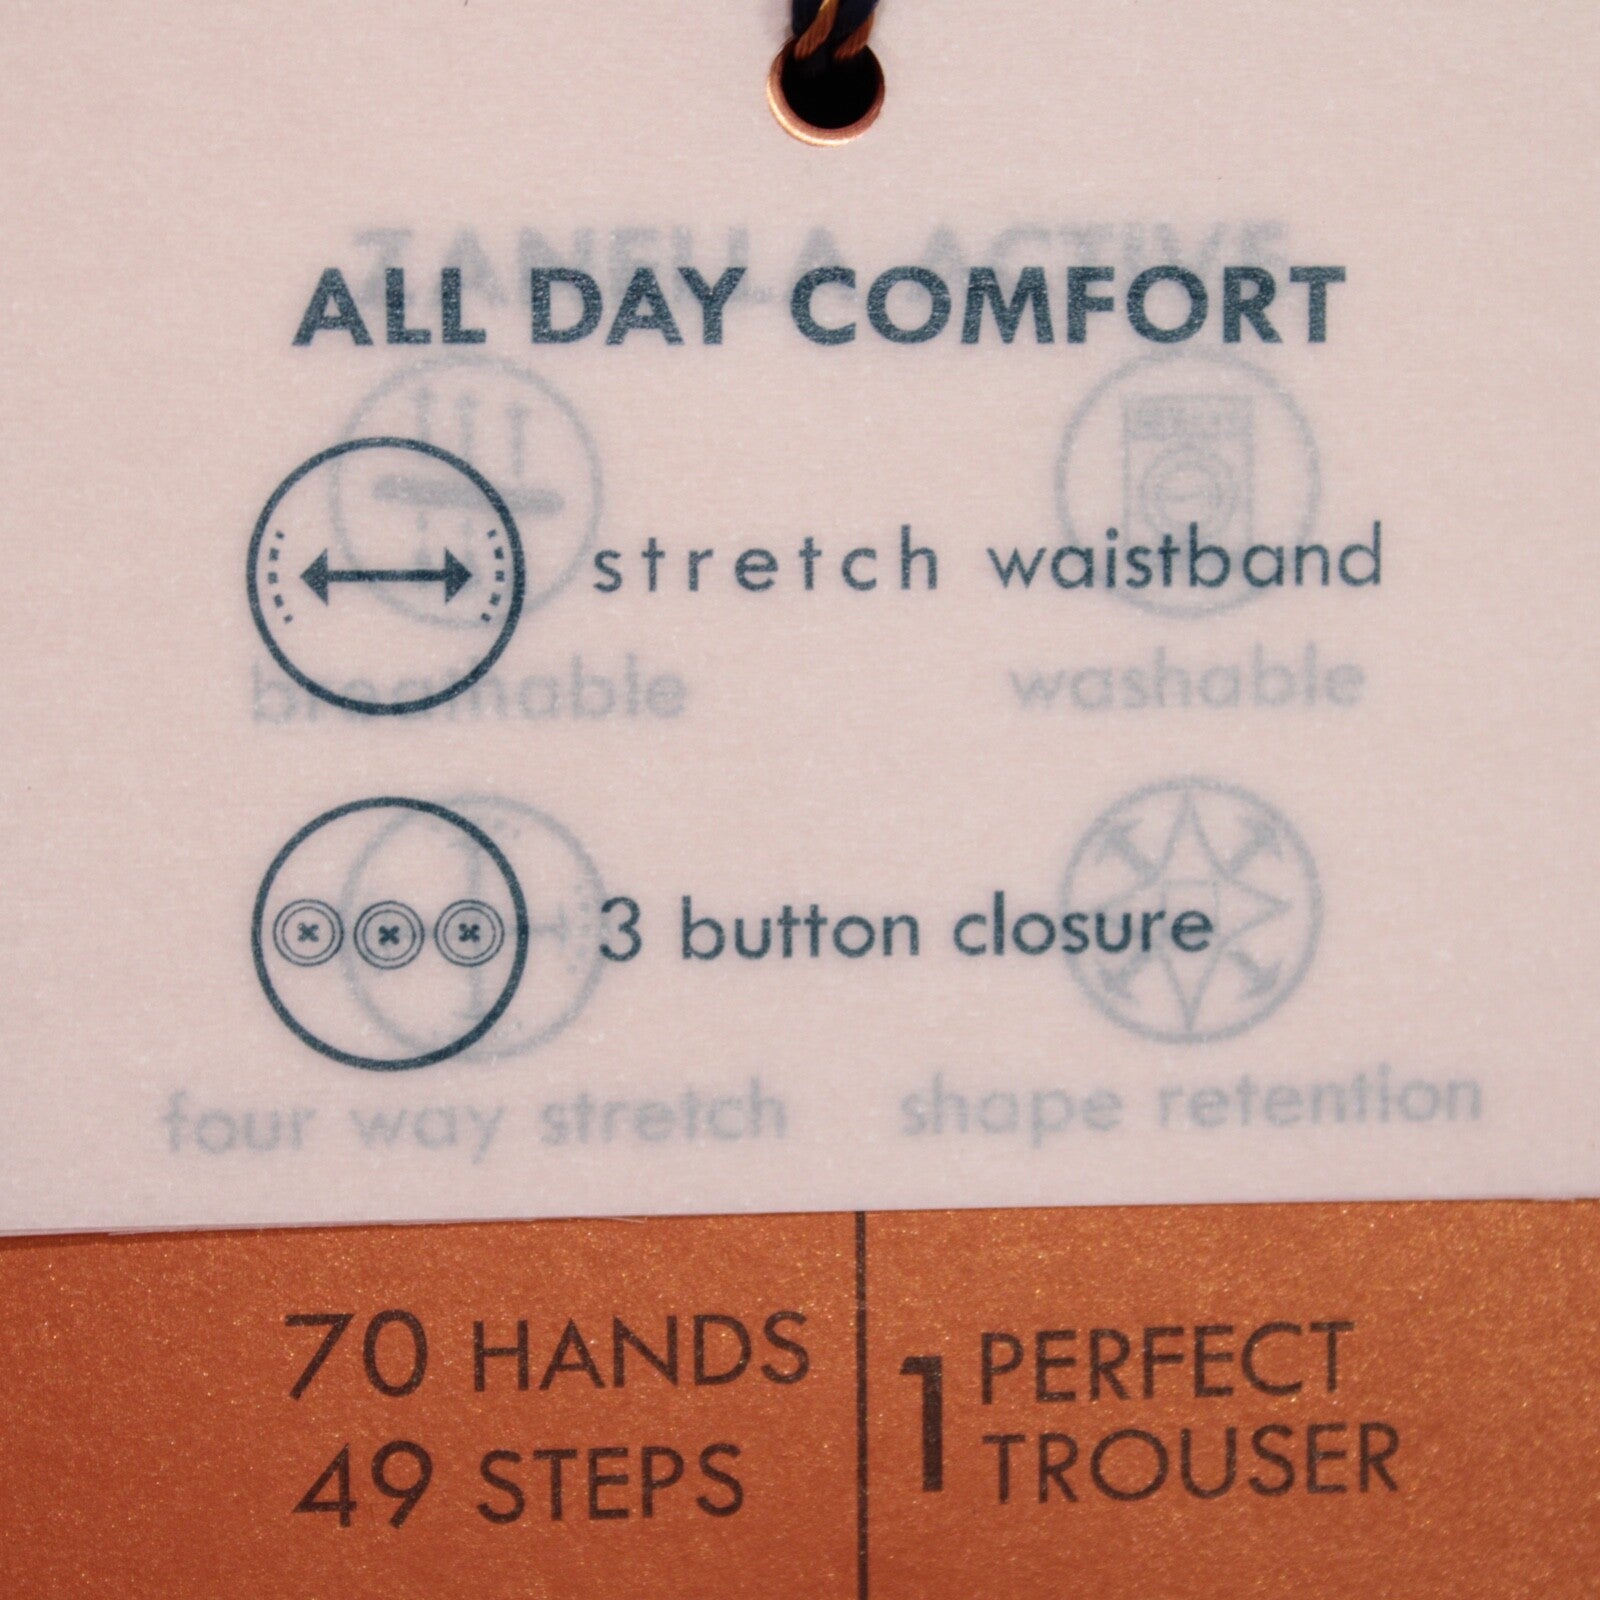 ALL DAY COMFORT
stretch waistband
breathable
washable
3 button closure
four way stretch
shape retention
70 HANDS
49 STEPS
1 PERFECT
TROUSER